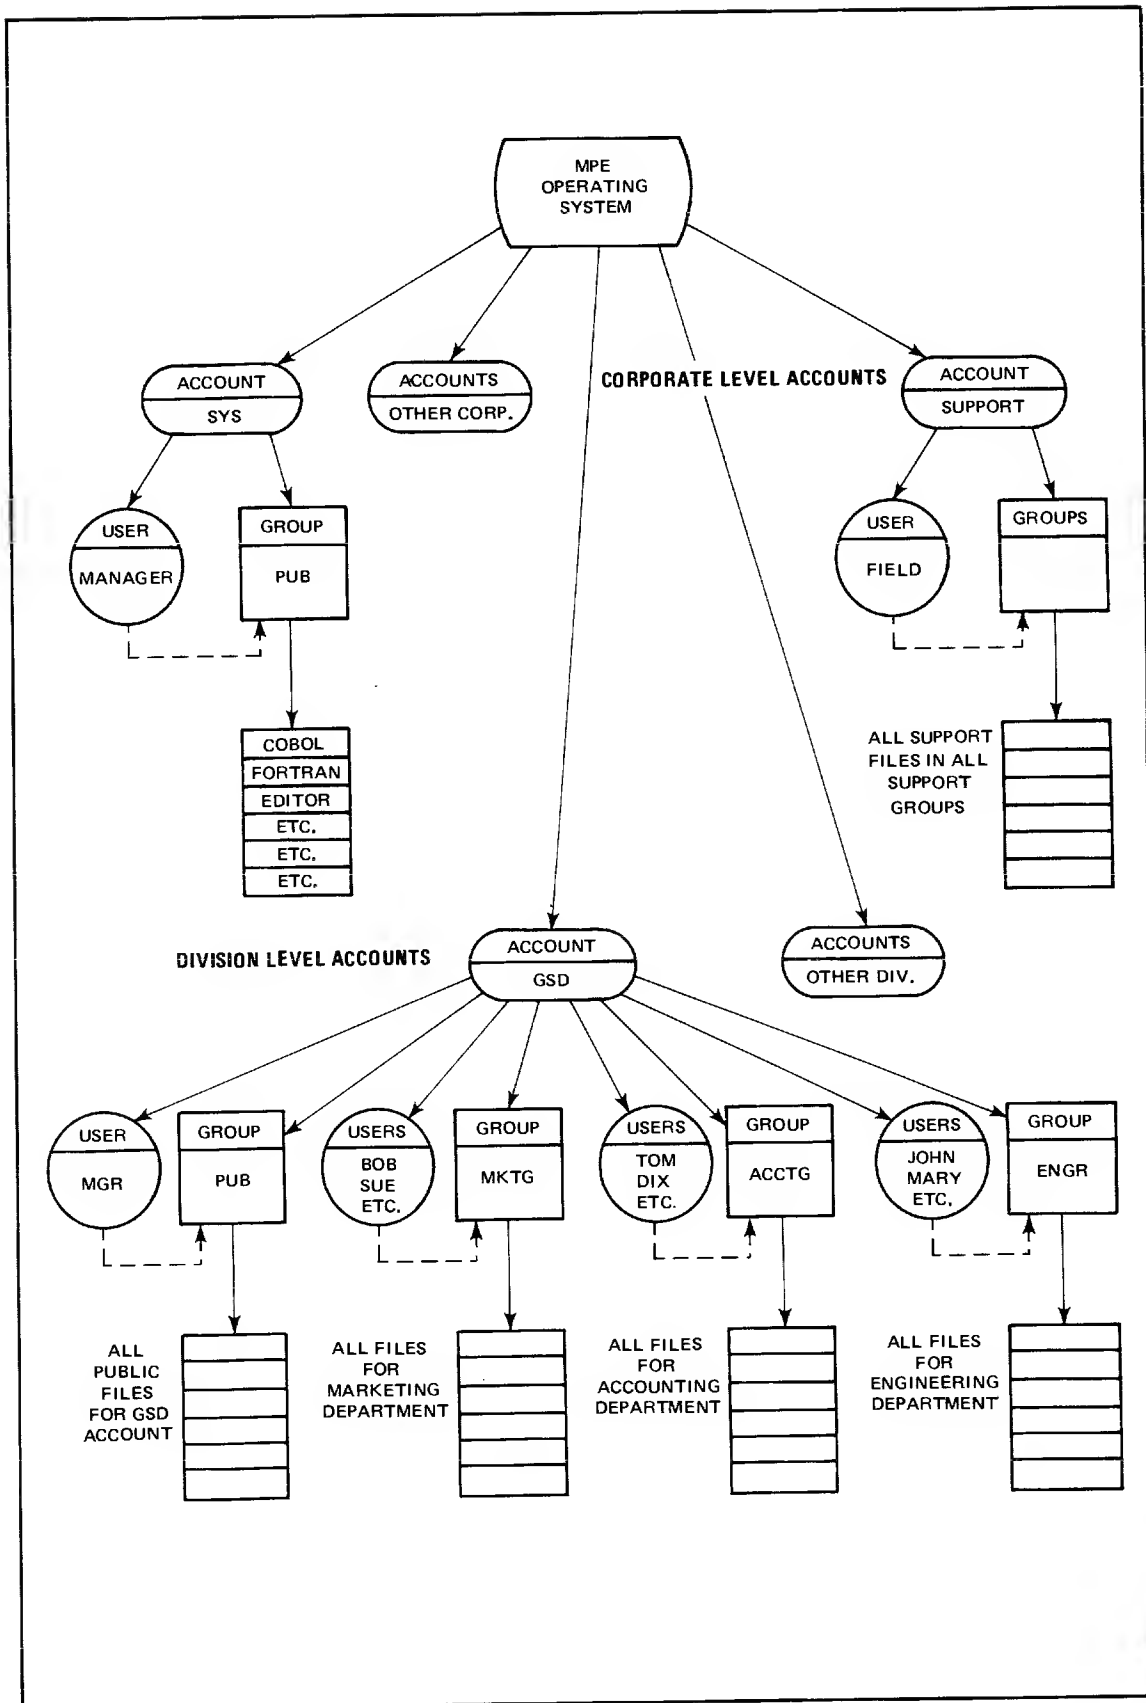 MPE
OPERATING
SYSTEM
ACCOUNT
SYS
ACCOUNTS
OTHER CORP.
CORPORATE LEVEL ACCOUNTS
ACCOUNT
SUPPORT
USER
MANAGER
GROUP
PUB
USER
FIELD
GROUPS
COBOL
FORTRAN
EDITOR
ETC.
ETC.
ETC.
ALL SUPPORT
FILES IN ALL
SUPPORT
GROUPS
DIVISION LEVEL ACCOUNTS
ACCOUNT
GSD
ACCOUNTS
OTHER DIV.
USER
MGR
GROUP
PUB
USERS
BOB
SUE
ETC.
GROUP
MKTG
USERS
TOM
DIX
ETC.
GROUP
ACCTG
USERS
JOHN
MARY
ETC.
GROUP
ENGR
ALL
PUBLIC
FILES
FOR GSD
ACCOUNT
ALL FILES
FOR
MARKETING
DEPARTMENT
ALL FILES
FOR
ACCOUNTING
DEPARTMENT
ALL FILES
FOR
ENGINEERING
DEPARTMENT